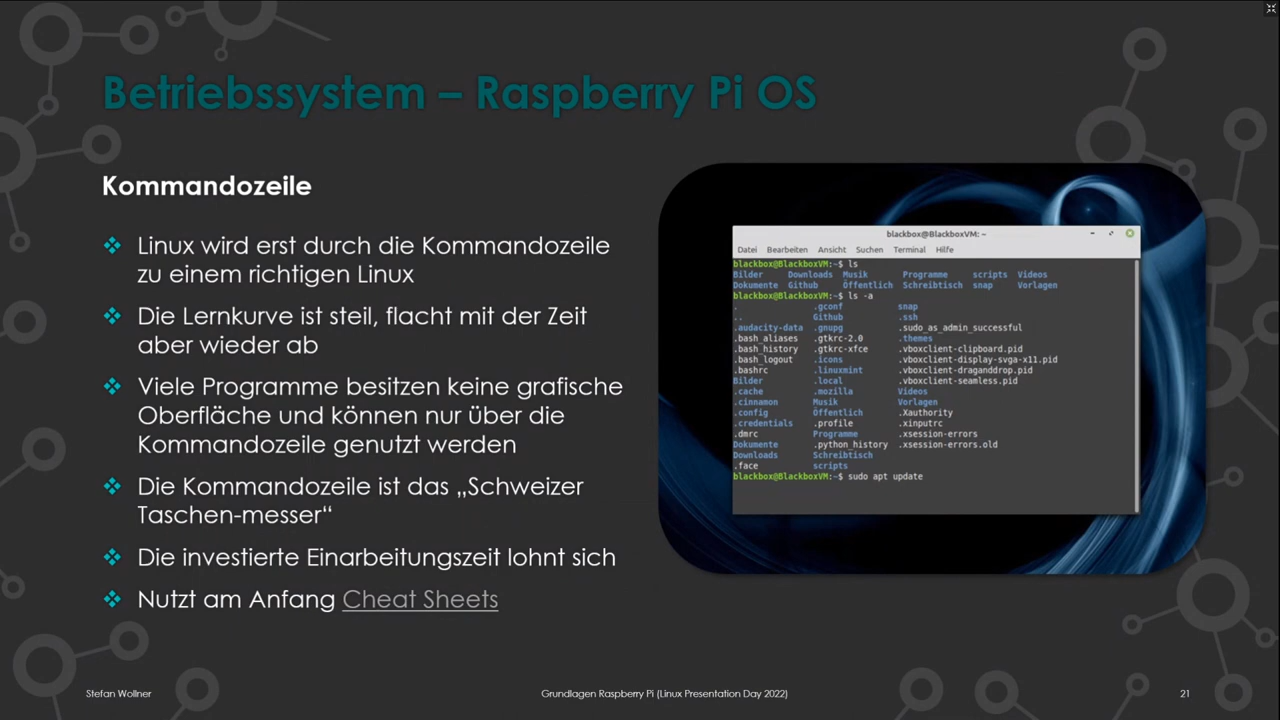 Betriebssystem – Raspberry Pi OS
Kommandozeile
Linux wird erst durch die Kommandozeile
zu einem richtigen Linux
Die Lernkurve ist steil, flacht mit der Zeit
aber wieder ab
Viele Programme besitzen keine grafische
Oberfläche und können nur über die
Kommandozeile genutzt werden
Die Kommandozeile ist das „Schweizer
Taschen-messer“
Die investierte Einarbeitungszeit lohnt sich
Nutzt am Anfang Cheat Sheets
blackbox@BlackboxVM: ~
Datei Bearbeiten Ansicht Suchen Terminal Hilfe
blackbox@BlackboxVM:~$ ls
Bilder Downloads Musik Programme scripts Videos
Dokumente Github Öffentlich Schreibtisch snap Vorlagen
blackbox@BlackboxVM:~$ ls -a
. .gconf snap
.. Github .ssh
.audacity-data .gnupg .sudo_as_admin_successful
.bash_aliases .gtkrc-2.0 .themes
.bash_history .gtkrc-xfce .vboxclient-clipboard.pid
.bash_logout .icons .vboxclient-display-svga-x11.pid
.bashrc .linuxmint .vboxclient-draganddrop.pid
Bilder .local .vboxclient-seamless.pid
.cache .mozilla Videos
.cinnamon Musik Vorlagen
.config Öffentlich .Xauthority
.credentials .profile .xinputrc
.dmrc Programme .xsession-errors
Dokumente .python_history .xsession-errors.old
Downloads Schreibtisch
.face scripts
blackbox@BlackboxVM:~$ sudo apt update
Stefan Wollner
Grundlagen Raspberry Pi (Linux Presentation Day 2022)
21